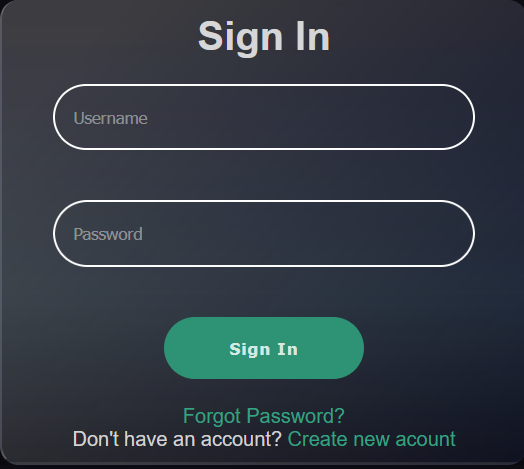 Sign In
Username
Password
Sign In
Forgot Password?
Don't have an account? Create new acount